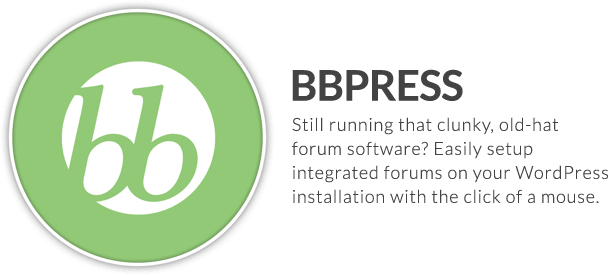 bb
BBPRESS
Still running that clunky, old-hat
forum software? Easily setup
integrated forums on your WordPress
installation with the click of a mouse.